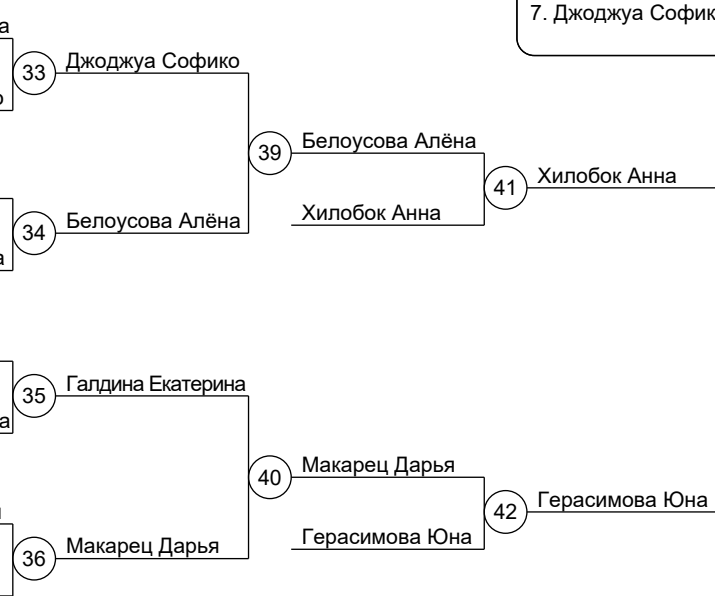 7. Джоджуа Софик
а
33
Джоджуа Софико
39
Белоусова Алёна
41
Хилобок Анна
Хилобок Анна
34
Белоусова Алёна
а
35
Галдина Екатерина
а
40
Макарец Дарья
42
Герасимова Юна
Герасимова Юна
36
Макарец Дарья